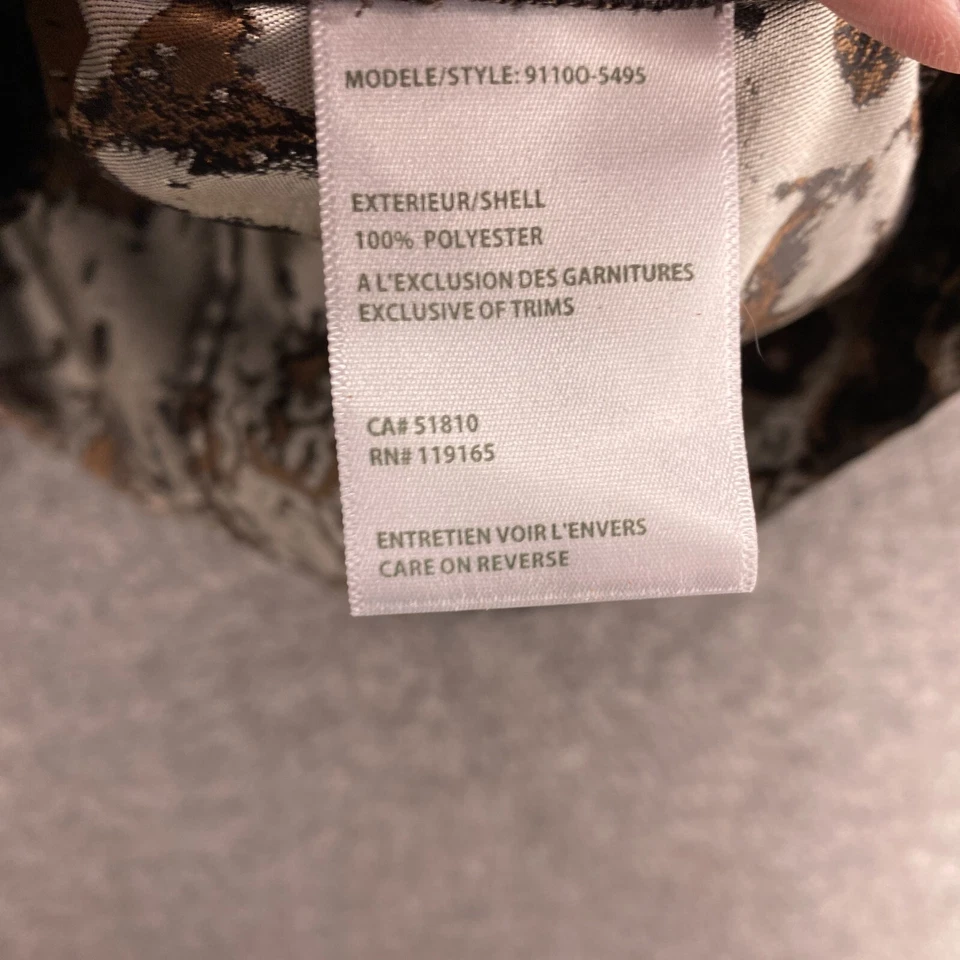 MODELE/STYLE: 91100-5495
EXTERIEUR/SHELL
100% POLYESTER
A L'EXCLUSION DES GARNITURES
EXCLUSIVE OF TRIMS
CA# 51810
RN# 119165
ENTRETIEN VOIR L'ENVERS
CARE ON REVERSE